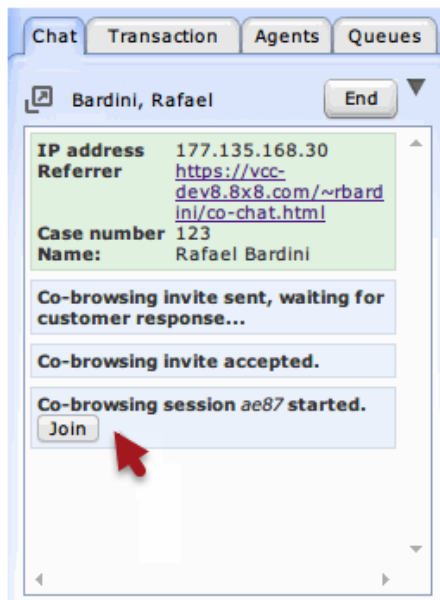 Chat Transaction Agents Queues
Bardini, Rafael End
IP address 177.135.168.30
Referrer https://vcc-
dev8.8x8.com/~rbard
ini/co-chat.html
Case number 123
Name: Rafael Bardini
Co-browsing invite sent, waiting for
customer response...
Co-browsing invite accepted.
Co-browsing session ae87 started.
Join